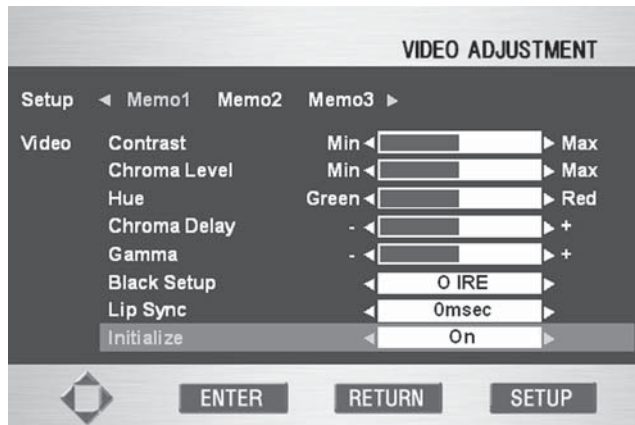 VIDEO ADJUSTMENT
Setup ◄ Memo1 Memo2 Memo3 ►
Video Contrast Min ◄ ► Max
Chroma Level Min ◄ ► Max
Hue Green ◄ ► Red
Chroma Delay - ◄ ► +
Gamma - ◄ ► +
Black Setup ◄ O IRE ►
Lip Sync ◄ 0msec ►
Initialize ◄ On ►
ENTER RETURN SETUP